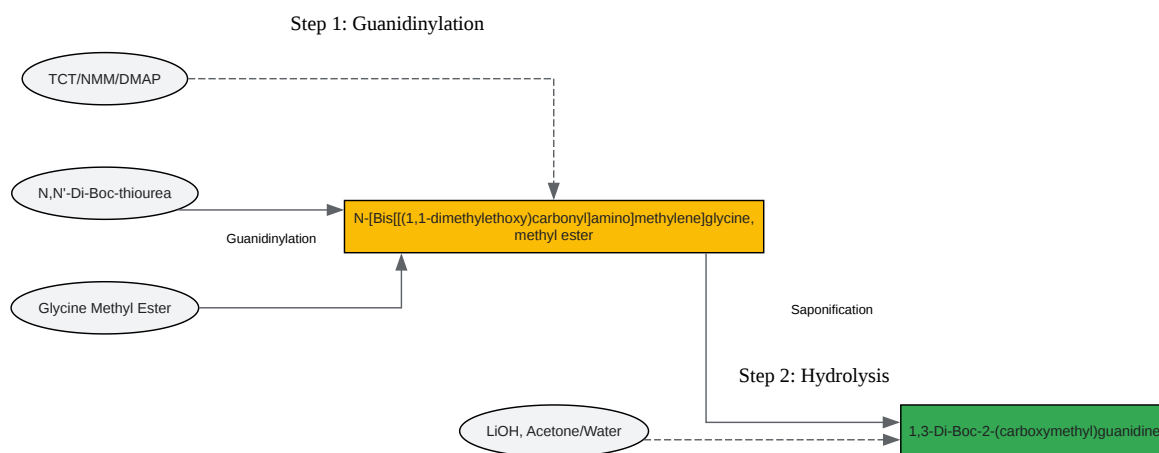 Step 1: Guanidinylation
TCT/NMM/DMAP
N,N'-Di-Boc-thiourea
N-[Bis[[(1,1-dimethylethoxy)carbonyl]amino]methylene]glycine,
methyl ester
Guanidinylation
Glycine Methyl Ester
Saponification
Step 2: Hydrolysis
LiOH, Acetone/Water
1,3-Di-Boc-2-(carboxymethyl)guanidine